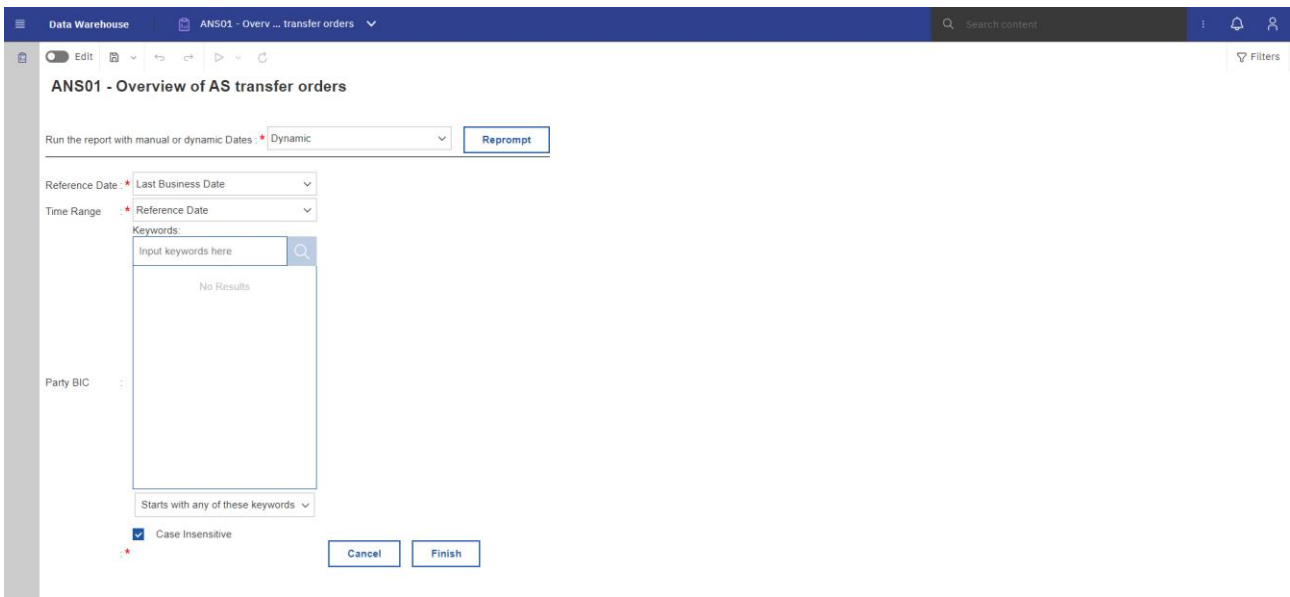 Data Warehouse
ANS01 - Overv ... transfer orders
Search content
Edit
Filters
ANS01 - Overview of AS transfer orders
Run the report with manual or dynamic Dates : * Dynamic
Reprompt
Reference Date : * Last Business Date
Time Range : * Reference Date
Keywords:
Input keywords here
No Results
Party BIC :
Starts with any of these keywords
Case Insensitive
: *
Cancel
Finish